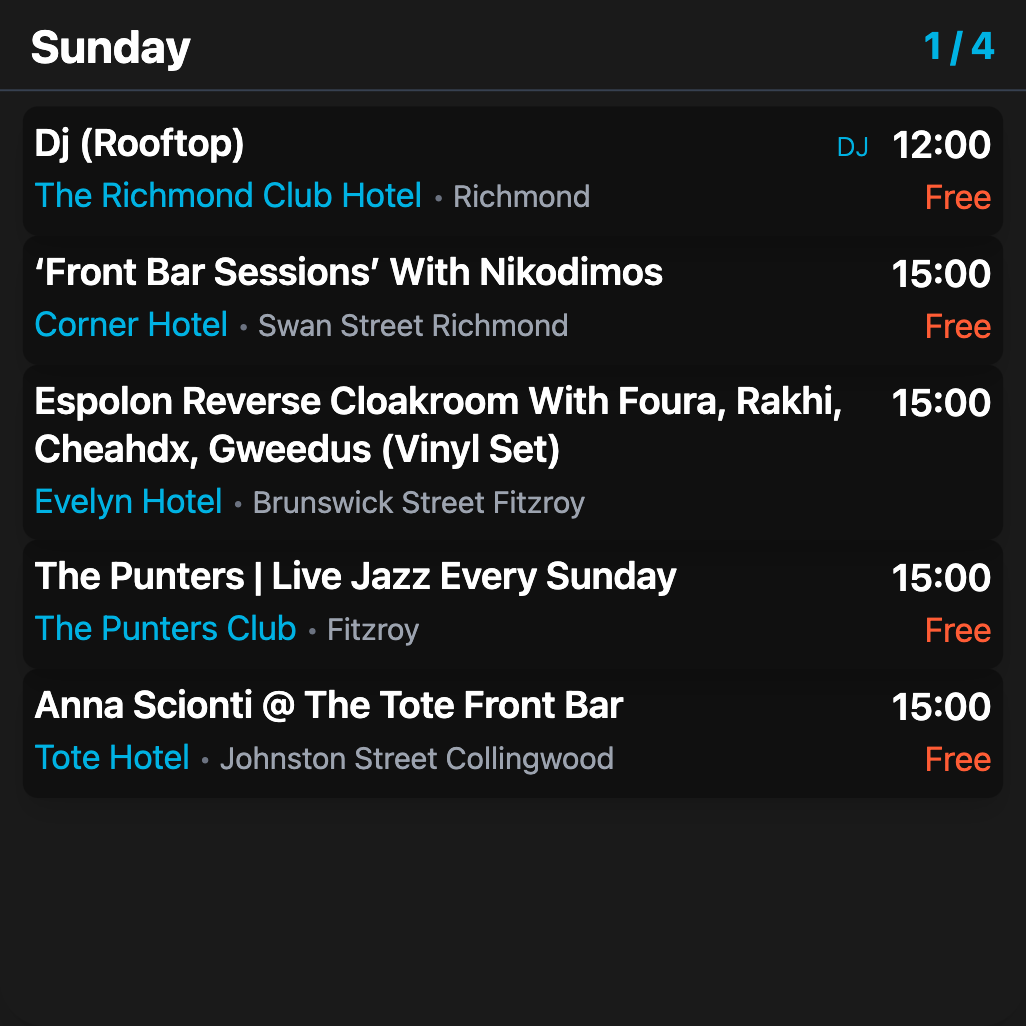 Sunday 1 / 4
Dj (Rooftop) DJ 12:00
The Richmond Club Hotel • Richmond Free
‘Front Bar Sessions’ With Nikodimos 15:00
Corner Hotel • Swan Street Richmond Free
Espolon Reverse Cloakroom With Foura, Rakhi, 15:00
Cheahdx, Gweedus (Vinyl Set)
Evelyn Hotel • Brunswick Street Fitzroy
The Punters | Live Jazz Every Sunday 15:00
The Punters Club • Fitzroy Free
Anna Scionti @ The Tote Front Bar 15:00
Tote Hotel • Johnston Street Collingwood Free